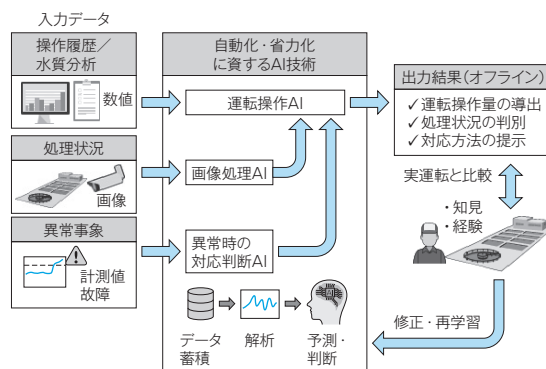 入力データ
操作履歴／
水質分析
数値
処理状況
画像
異常事象
計測値
故障
自動化・省力化
に資するAI技術
運転操作AI
画像処理AI
異常時の
対応判断AI
データ
蓄積
解析
予測・
判断
出力結果（オフライン）
✓運転操作量の導出
✓処理状況の判別
✓対応方法の提示
実運転と比較
・知見
・経験
修正・再学習